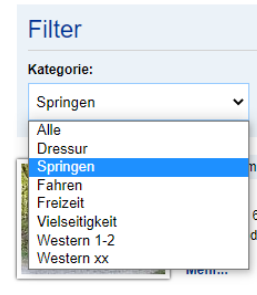 Filter
Kategorie:
Springen
Alle
Dressur
Springen
Fahren
Freizeit
Vielseitigkeit
Western 1-2
Western xx
Mehr...